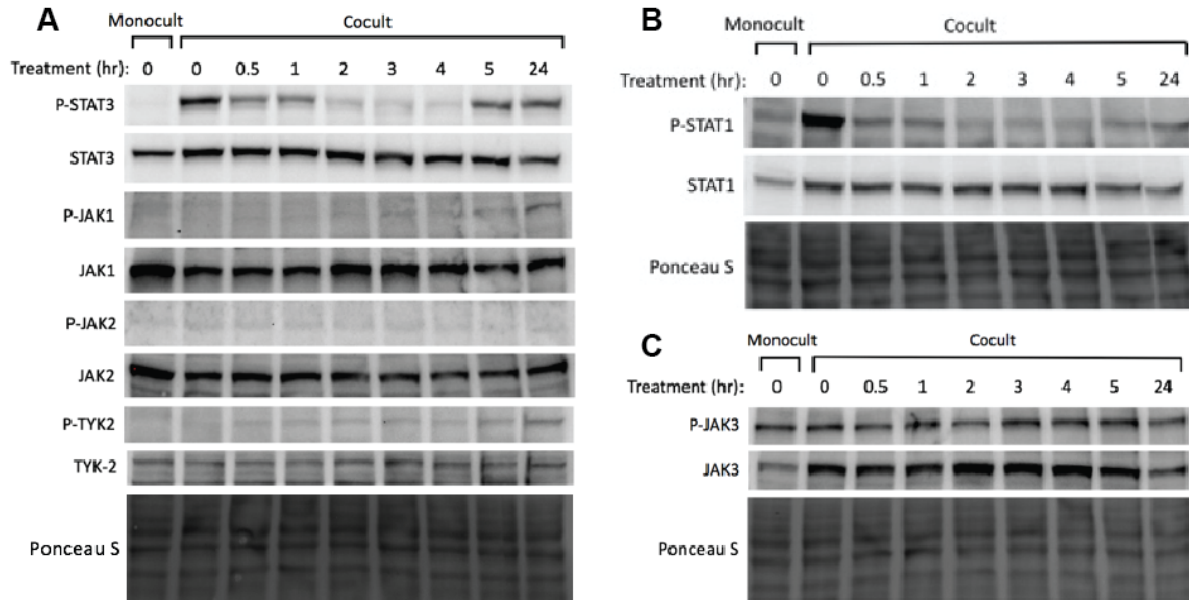 A
Monocult Cocult
Treatment (hr): 0 0 0.5 1 2 3 4 5 24
P-STAT3
STAT3
P-JAK1
JAK1
P-JAK2
JAK2
P-TYK2
TYK-2
Ponceau S
B
Monocult Cocult
Treatment (hr): 0 0 0.5 1 2 3 4 5 24
P-STAT1
STAT1
Ponceau S
C
Monocult Cocult
Treatment (hr): 0 0 0.5 1 2 3 4 5 24
P-JAK3
JAK3
Ponceau S